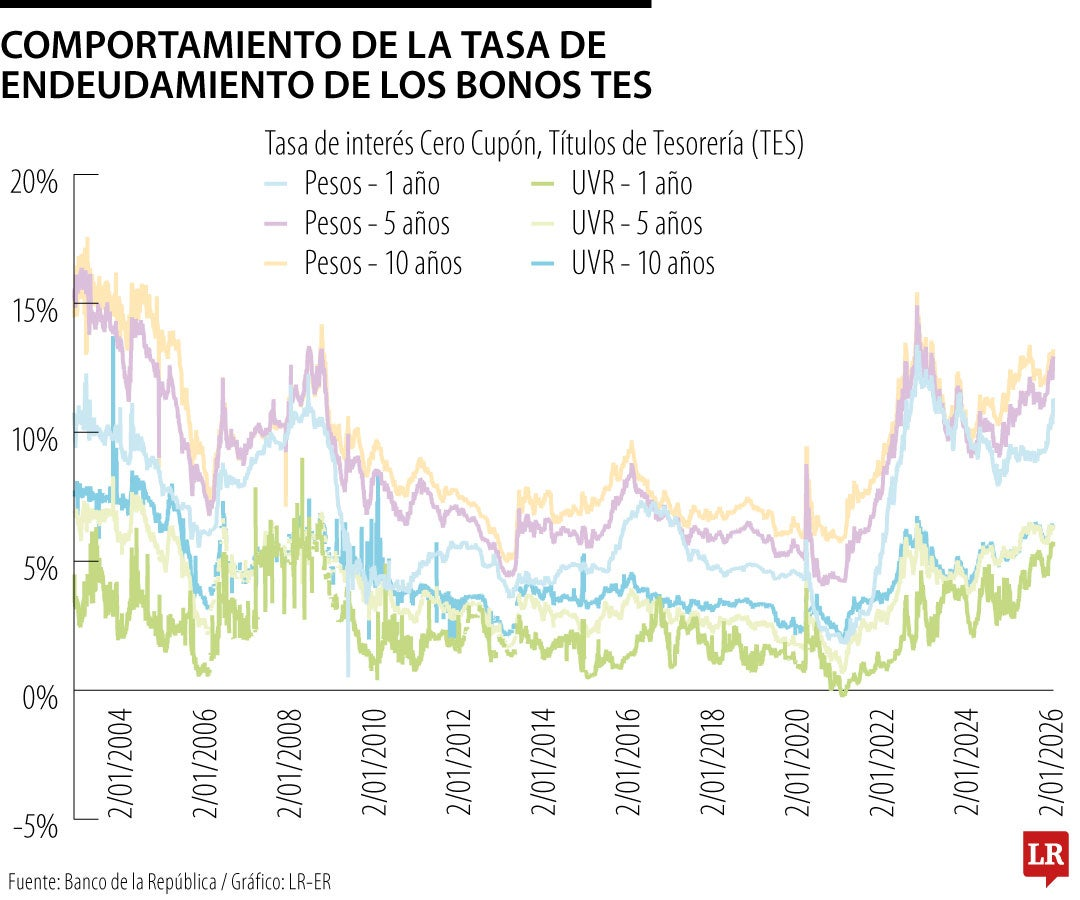 COMPORTAMIENTO DE LA TASA DE
ENDEUDAMIENTO DE LOS BONOS TES
Tasa de interés Cero Cupón, Títulos de Tesorería (TES)
Pesos - 1 año
UVR - 1 año
Pesos - 5 años
UVR - 5 años
Pesos - 10 años
UVR - 10 años
20%
15%
10%
5%
0%
-5%
2/01/2004
2/01/2006
2/01/2008
2/01/2010
2/01/2012
2/01/2014
2/01/2016
2/01/2018
2/01/2020
2/01/2022
2/01/2024
2/01/2026
Fuente: Banco de la República / Gráfico: LR-ER
LR